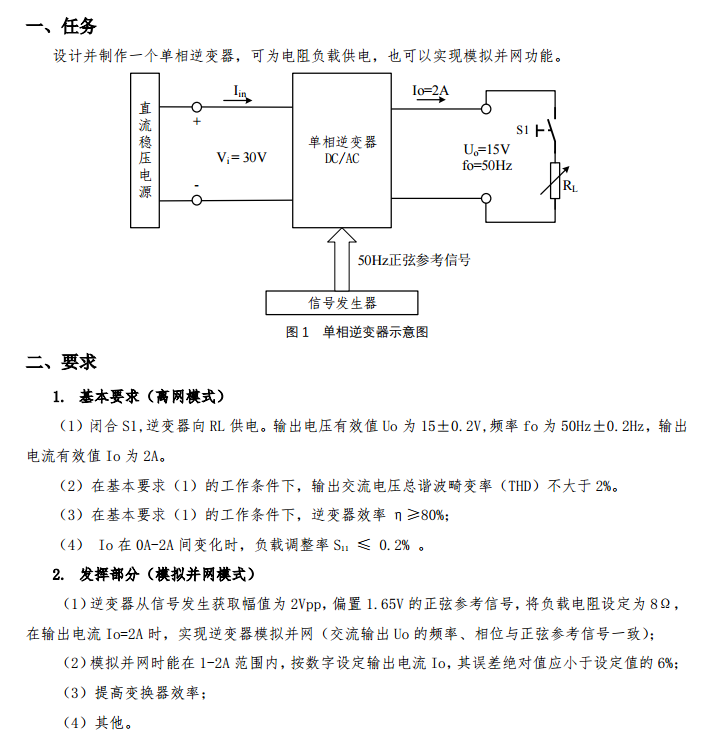 一、任务
设计并制作一个单相逆变器，可为电阻负载供电，也可以实现模拟并网功能。
直流稳压电源
+
-
Iin
Vi = 30V
单相逆变器
DC/AC
Io=2A
Uo=15V
fo=50Hz
S1
RL
50Hz正弦参考信号
信号发生器
图 1 单相逆变器示意图
二、要求
1. 基本要求（离网模式）
（1）闭合 S1,逆变器向 RL 供电。输出电压有效值 Uo 为 15±0.2V,频率 fo 为 50Hz±0.2Hz，输出
电流有效值 Io 为 2A。
（2）在基本要求（1）的工作条件下，输出交流电压总谐波畸变率（THD）不大于 2%。
（3）在基本要求（1）的工作条件下，逆变器效率 η≥80%;
（4） Io 在 0A-2A 间变化时，负载调整率 SI1 ≤ 0.2% 。
2. 发挥部分（模拟并网模式）
（1）逆变器从信号发生获取幅值为 2Vpp，偏置 1.65V 的正弦参考信号，将负载电阻设定为 8Ω，
在输出电流 Io=2A 时，实现逆变器模拟并网（交流输出 Uo 的频率、相位与正弦参考信号一致）；
（2）模拟并网时能在 1-2A 范围内,按数字设定输出电流 Io,其误差绝对值应小于设定值的 6%;
（3）提高变换器效率；
（4）其他。